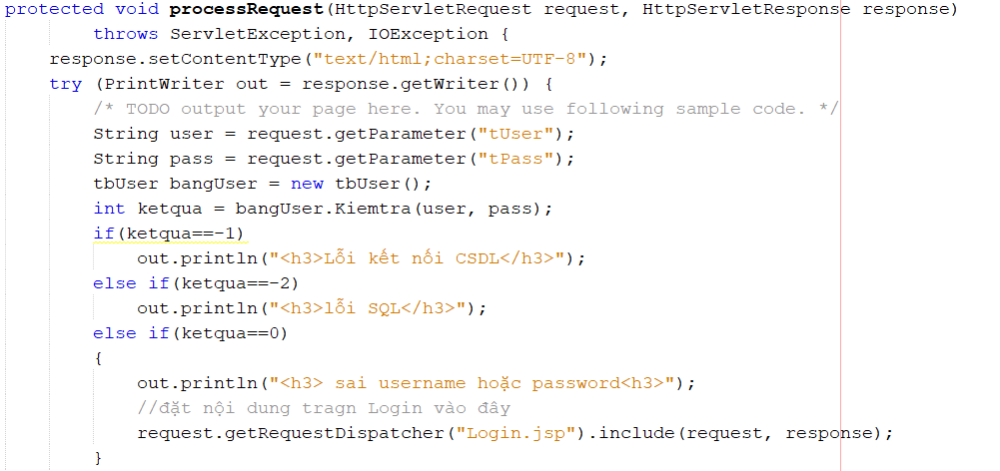 protected void processRequest(HttpServletRequest request, HttpServletResponse response)
        throws ServletException, IOException {
    response.setContentType("text/html;charset=UTF-8");
    try (PrintWriter out = response.getWriter()) {
        /* TODO output your page here. You may use following sample code. */
        String user = request.getParameter("tUser");
        String pass = request.getParameter("tPass");
        tbUser bangUser = new tbUser();
        int ketqua = bangUser.Kiemtra(user, pass);
        if(ketqua==-1)
            out.println("<h3>Lỗi kết nối CSDL</h3>");
        else if(ketqua==-2)
            out.println("<h3>lỗi SQL</h3>");
        else if(ketqua==0)
        {
            out.println("<h3> sai username hoặc password<h3>");
            //đặt nội dung tragn Login vào đây
            request.getRequestDispatcher("Login.jsp").include(request, response);
        }